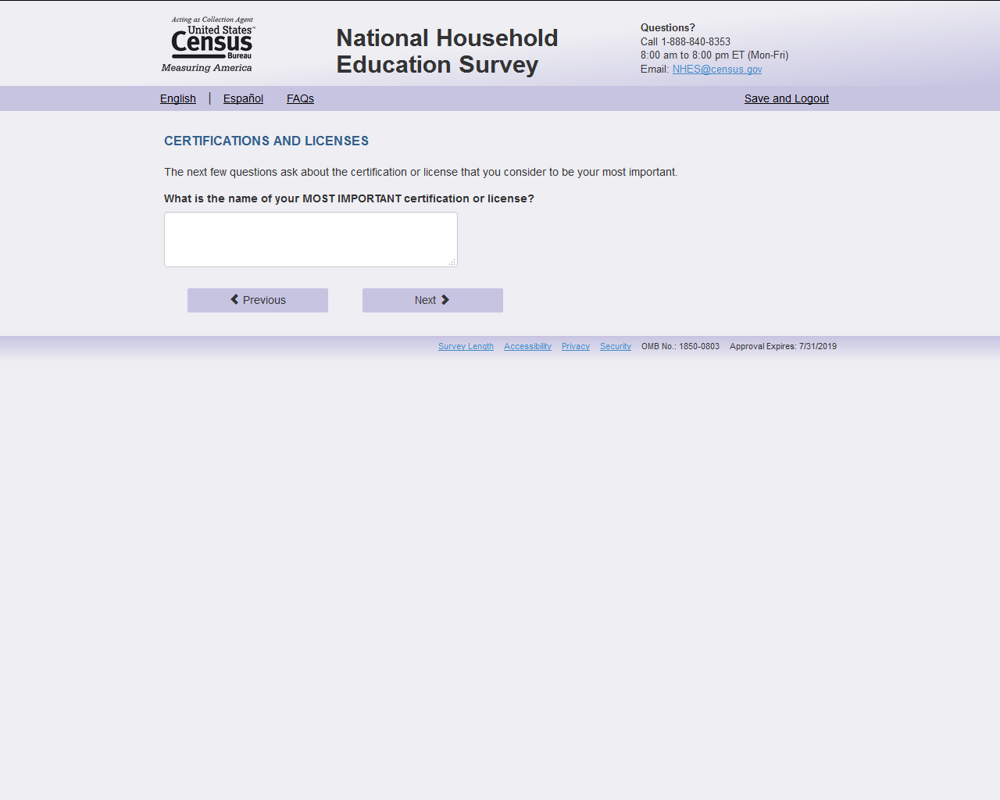 Acting as Collection Agent
United States™
Census
Bureau
Measuring America
National Household
Education Survey
Questions?
Call 1-888-840-8353
8:00 am to 8:00 pm ET (Mon-Fri)
Email: NHES@census.gov
English | Español FAQs Save and Logout
CERTIFICATIONS AND LICENSES
The next few questions ask about the certification or license that you consider to be your most important.
What is the name of your MOST IMPORTANT certification or license?
Previous Next
Survey Length Accessibility Privacy Security OMB No.: 1850-0803 Approval Expires: 7/31/2019